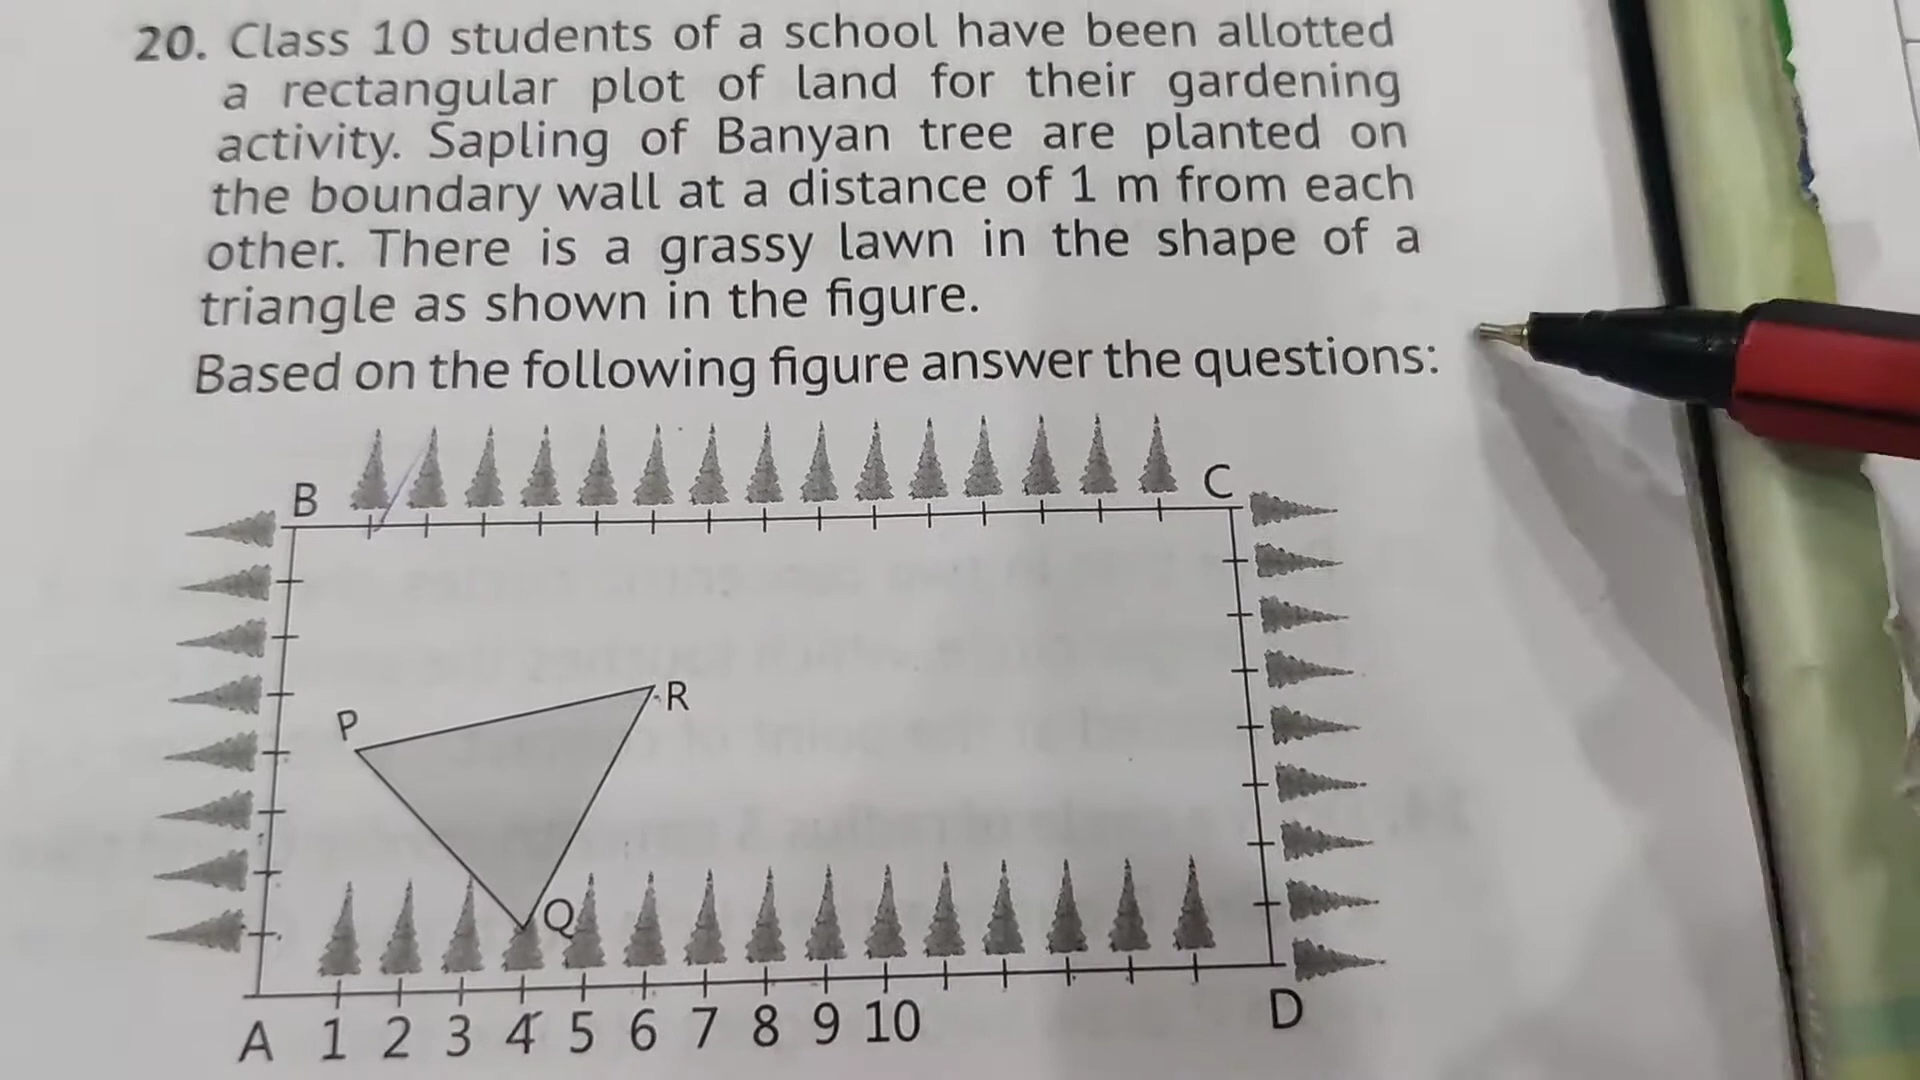 20. Class 10 students of a school have been allotted
a rectangular plot of land for their gardening
activity. Sapling of Banyan tree are planted on
the boundary wall at a distance of 1 m from each
other. There is a grassy lawn in the shape of a
triangle as shown in the figure.
Based on the following figure answer the questions:
B C
P R
Q
A 1 2 3 4 5 6 7 8 9 10 D